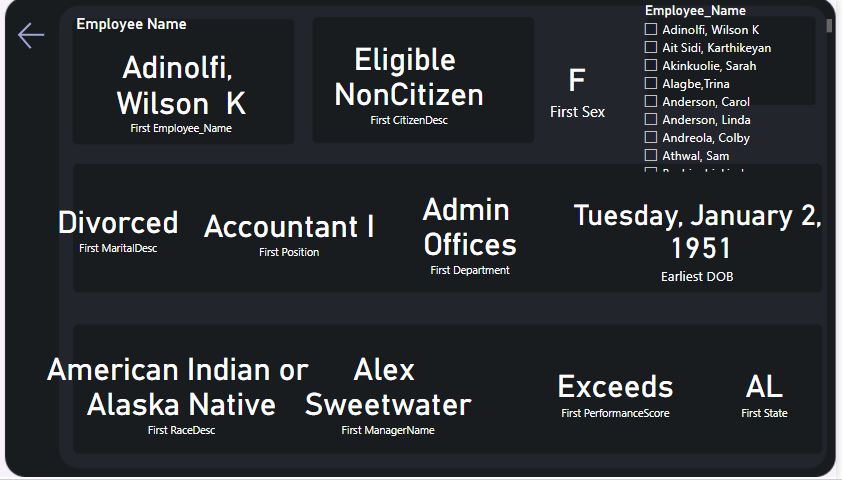 Employee Name
Adinolfi,
Wilson  K
First Employee_Name
Eligible
NonCitizen
First CitizenDesc
F
First Sex
Employee_Name
Adinolfi, Wilson K
Ait Sidi, Karthikeyan
Akinkuolie, Sarah
Alagbe,Trina
Anderson, Carol
Anderson, Linda
Andreola, Colby
Athwal, Sam
Divorced
First MaritalDesc
Accountant I
First Position
Admin
Offices
First Department
Tuesday, January 2,
1951
Earliest DOB
American Indian or
Alaska Native
First RaceDesc
Alex
Sweetwater
First ManagerName
Exceeds
First PerformanceScore
AL
First State